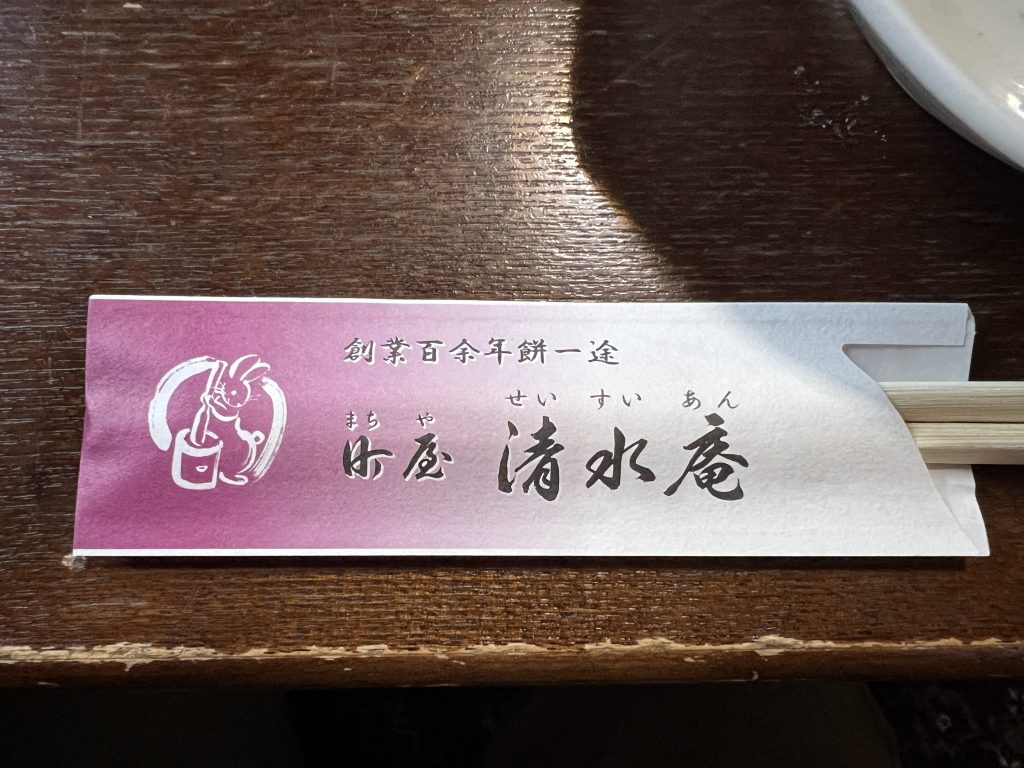 創業百余年餅一途
まち や せい すい あん
町屋 清水庵